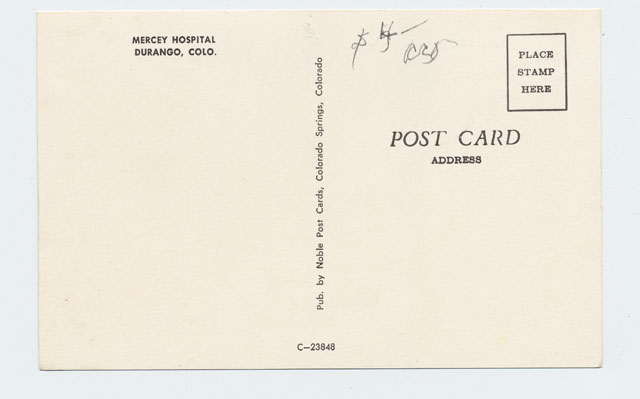 MERCEY HOSPITAL
DURANGO, COLO.
Pub. by Noble Post Cards, Colorado Springs, Colorado
C-23848
PLACE
STAMP
HERE
POST CARD
ADDRESS